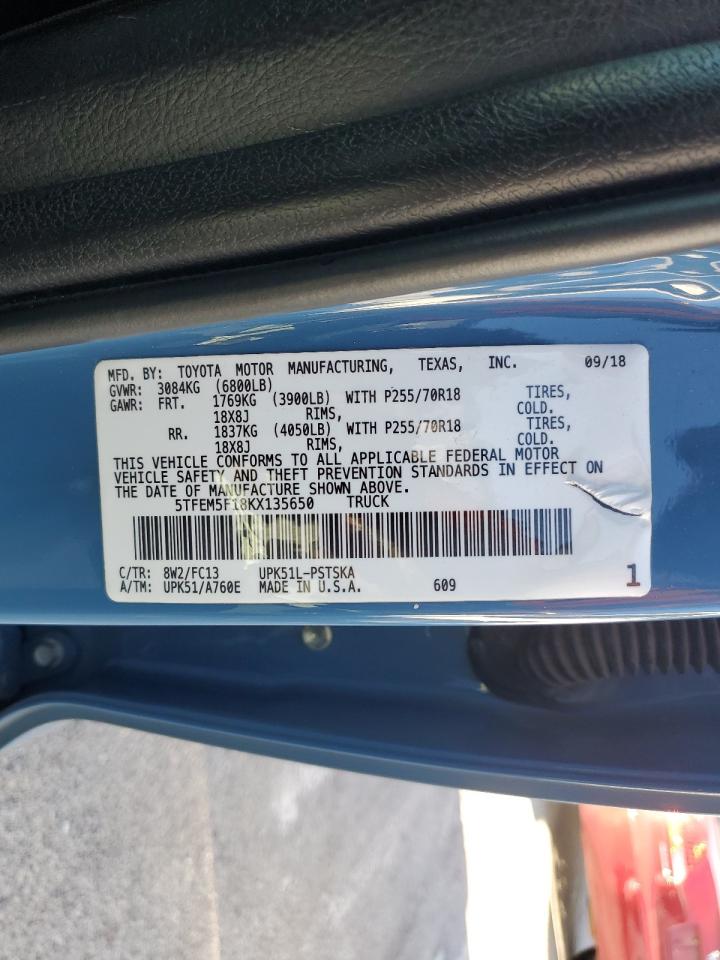 MFD. BY: TOYOTA MOTOR MANUFACTURING, TEXAS, INC. 09/18
GVWR: 3084KG (6800LB)
GAWR: FRT. 1769KG (3900LB) WITH P255/70R18 TIRES,
18X8J RIMS, COLD.
RR. 1837KG (4050LB) WITH P255/70R18 TIRES,
18X8J RIMS, COLD.
THIS VEHICLE CONFORMS TO ALL APPLICABLE FEDERAL MOTOR
VEHICLE SAFETY AND THEFT PREVENTION STANDARDS IN EFFECT ON
THE DATE OF MANUFACTURE SHOWN ABOVE.
5TFEM5F18KX135650 TRUCK
C/TR: 8W2/FC13 UPK51L-PSTSKA
A/TM: UPK51/A760E MADE IN U.S.A. 609 1